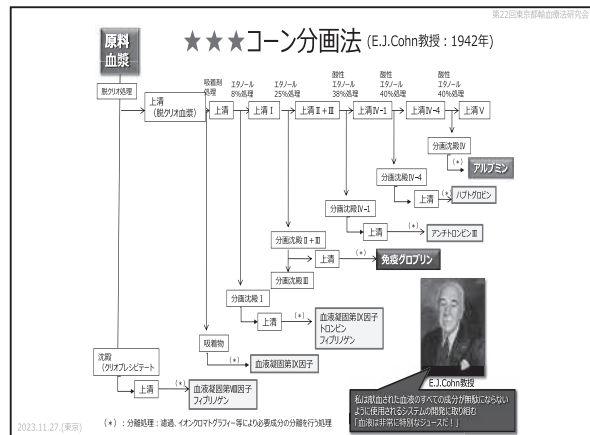 第22回東京都輸血療法研究会
原料
血漿
★★★コーン分画法 (E.J.Cohn教授：1942年)
脱クリオ処理
吸着剤
処理
エタノール
8%処理
エタノール
25%処理
酸性
エタノール
38%処理
酸性
エタノール
40%処理
酸性
エタノール
40%処理
上清
（脱クリオ血漿）
上清
上清Ⅰ
上清Ⅱ+Ⅲ
上清Ⅳ-1
上清Ⅳ-4
上清Ⅴ
分画沈殿Ⅳ
(*)
アルブミン
分画沈殿Ⅳ-4
上清
(*)
ハプトグロビン
分画沈殿Ⅳ-1
上清
(*)
アンチトロンビンⅢ
分画沈殿Ⅱ+Ⅲ
上清
(*)
免疫グロブリン
分画沈殿Ⅲ
分画沈殿Ⅰ
上清
(*)
血液凝固第Ⅸ因子
トロンビン
フィブリノゲン
吸着物
(*)
血液凝固第Ⅸ因子
沈殿
（クリオプレシピテート
上清
(*)
血液凝固第Ⅷ因子
フィブリノゲン
E.J.Cohn教授
私は献血された血液のすべての成分が無駄にならない
ように使用されるシステムの開発に取り組む
「血液は非常に特別なジュースだ！」
2023.11.27.(東京)
(*)：分離処理：濾過、イオンクロマトグラフィー等により必要成分の分離を行う処理